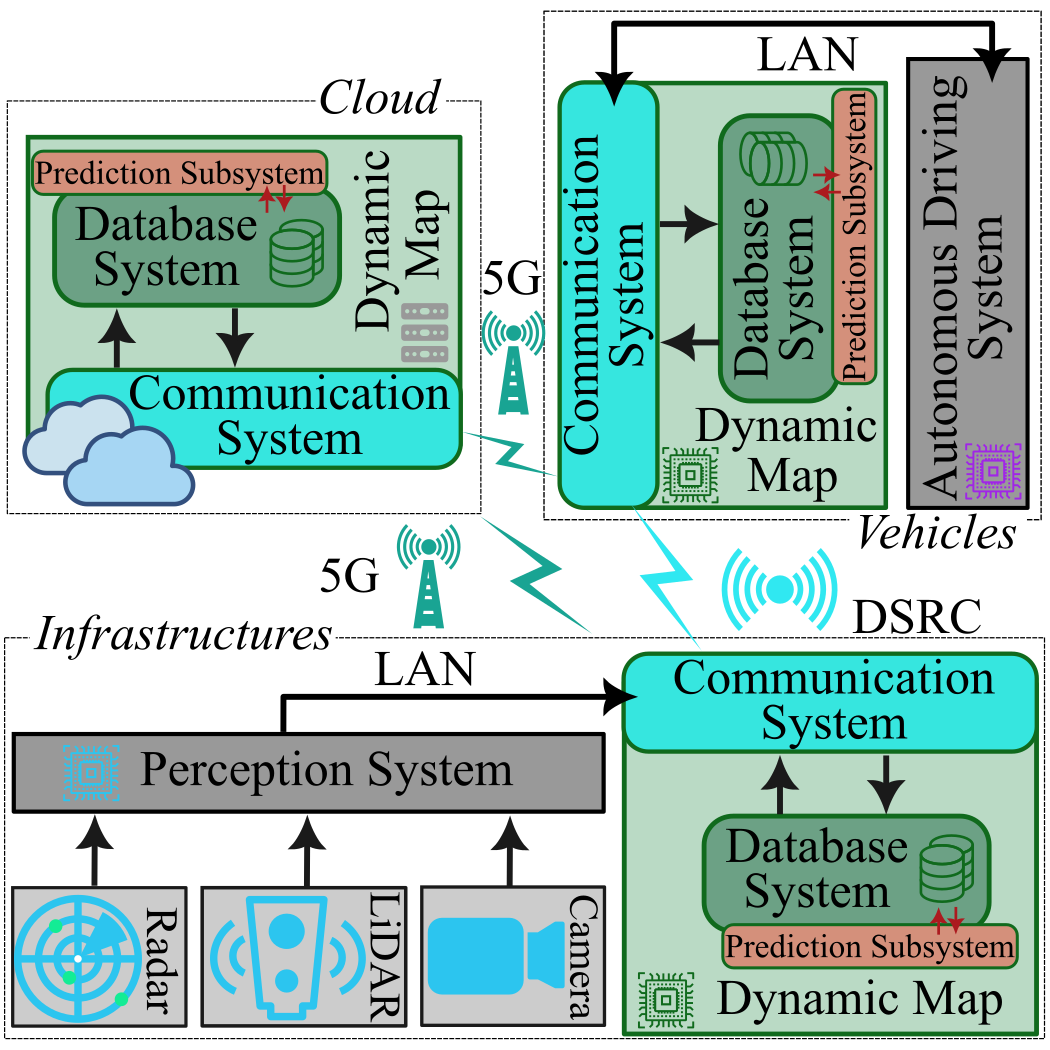 Cloud
Prediction Subsystem
Database
System
Dynamic
Map
Communication
System
5G
LAN
Communication
System
Database
System
Prediction Subsystem
Dynamic
Map
Autonomous Driving
System
Vehicles
5G
DSRC
Infrastructures
LAN
Perception System
Radar
LiDAR
Camera
Communication
System
Database
System
Prediction Subsystem
Dynamic Map